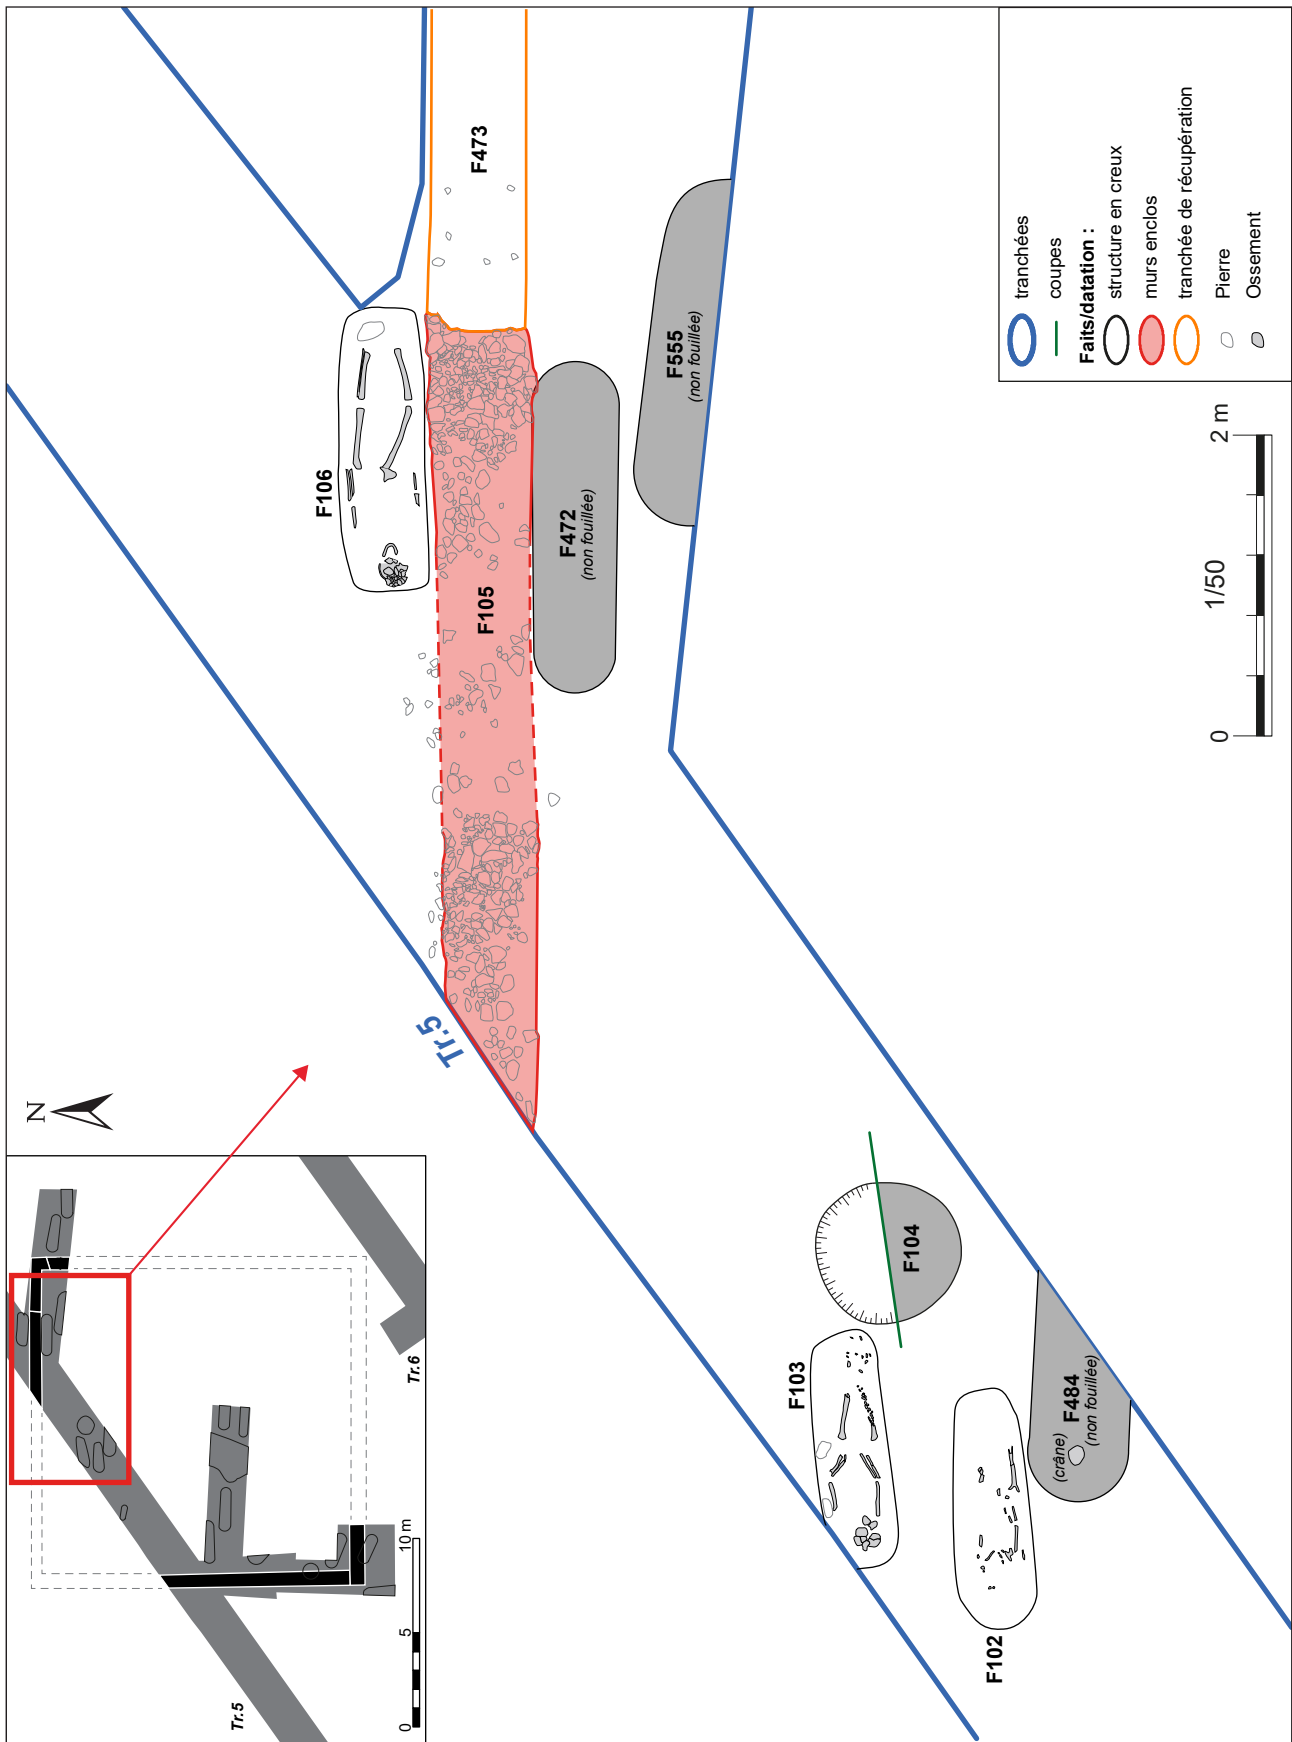 Tr.5
Tr.6
0 5 10 m
N
Tr.5
F106
F473
F105
F472
(non fouillée)
F555
(non fouillée)
F103
F104
F102
(crâne)
F484
(non fouillée)
0 1/50 2 m
tranchées
coupes
Faits/datation :
structure en creux
murs enclos
tranchée de récupération
Pierre
Ossement